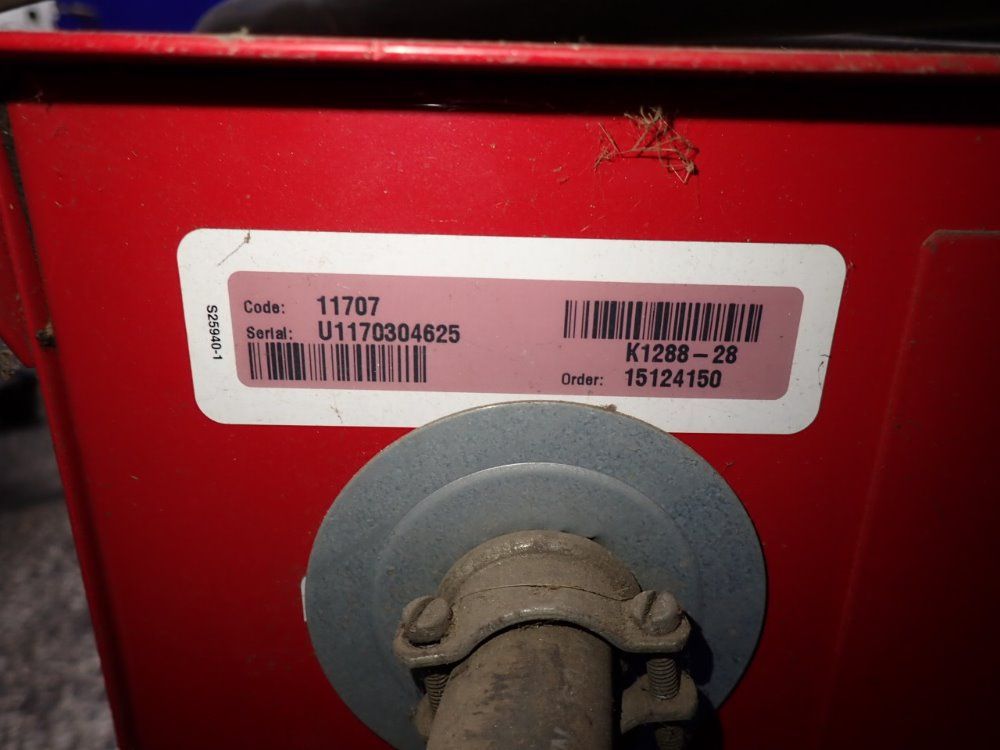 S25940-1
Code: 11707
Serial: U1170304625
K1288-28
Order: 15124150